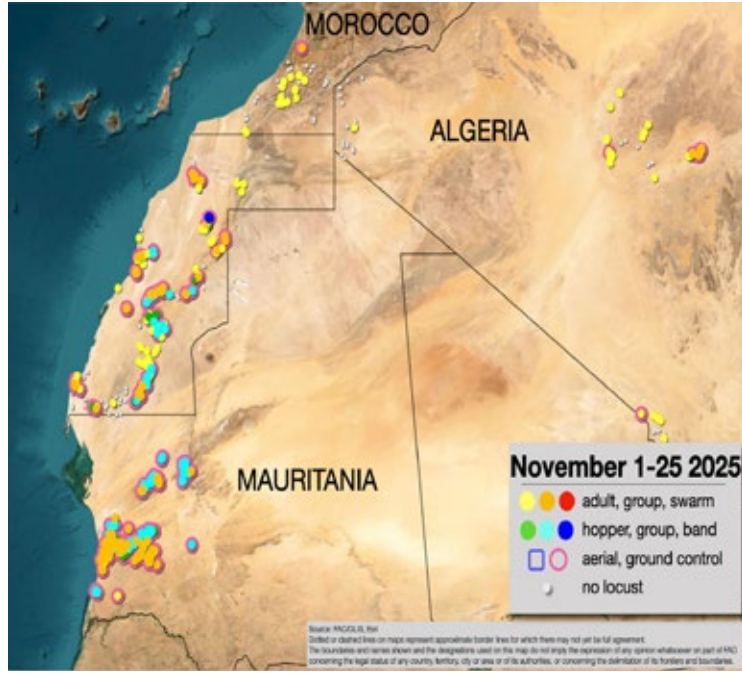 MOROCCO
ALGERIA
MAURITANIA
November 1-25 2025
adult, group, swarm
hopper, group, band
aerial, ground control
no locust
Source: FAO/DLIS, Esri
Dotted or dashed lines on maps represent approximate border lines for which there may not yet be full agreement.
The boundaries and names shown and the designations used on this map do not imply the expression of any opinion whatsoever on part of FAO
concerning the legal status of any country, territory, city or area or of its authorities, or concerning the delimitation of its frontiers and boundaries.